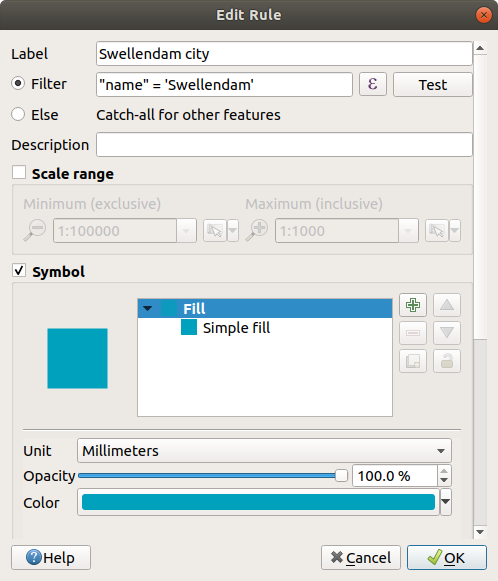 Edit Rule
Label Swellendam city
Filter "name" = 'Swellendam' ε Test
Else Catch-all for other features
Description
Scale range
Minimum (exclusive) Maximum (inclusive)
1:100000 1:1000
Symbol
Fill
Simple fill
Unit Millimeters
Opacity 100.0 %
Color
Help Cancel OK